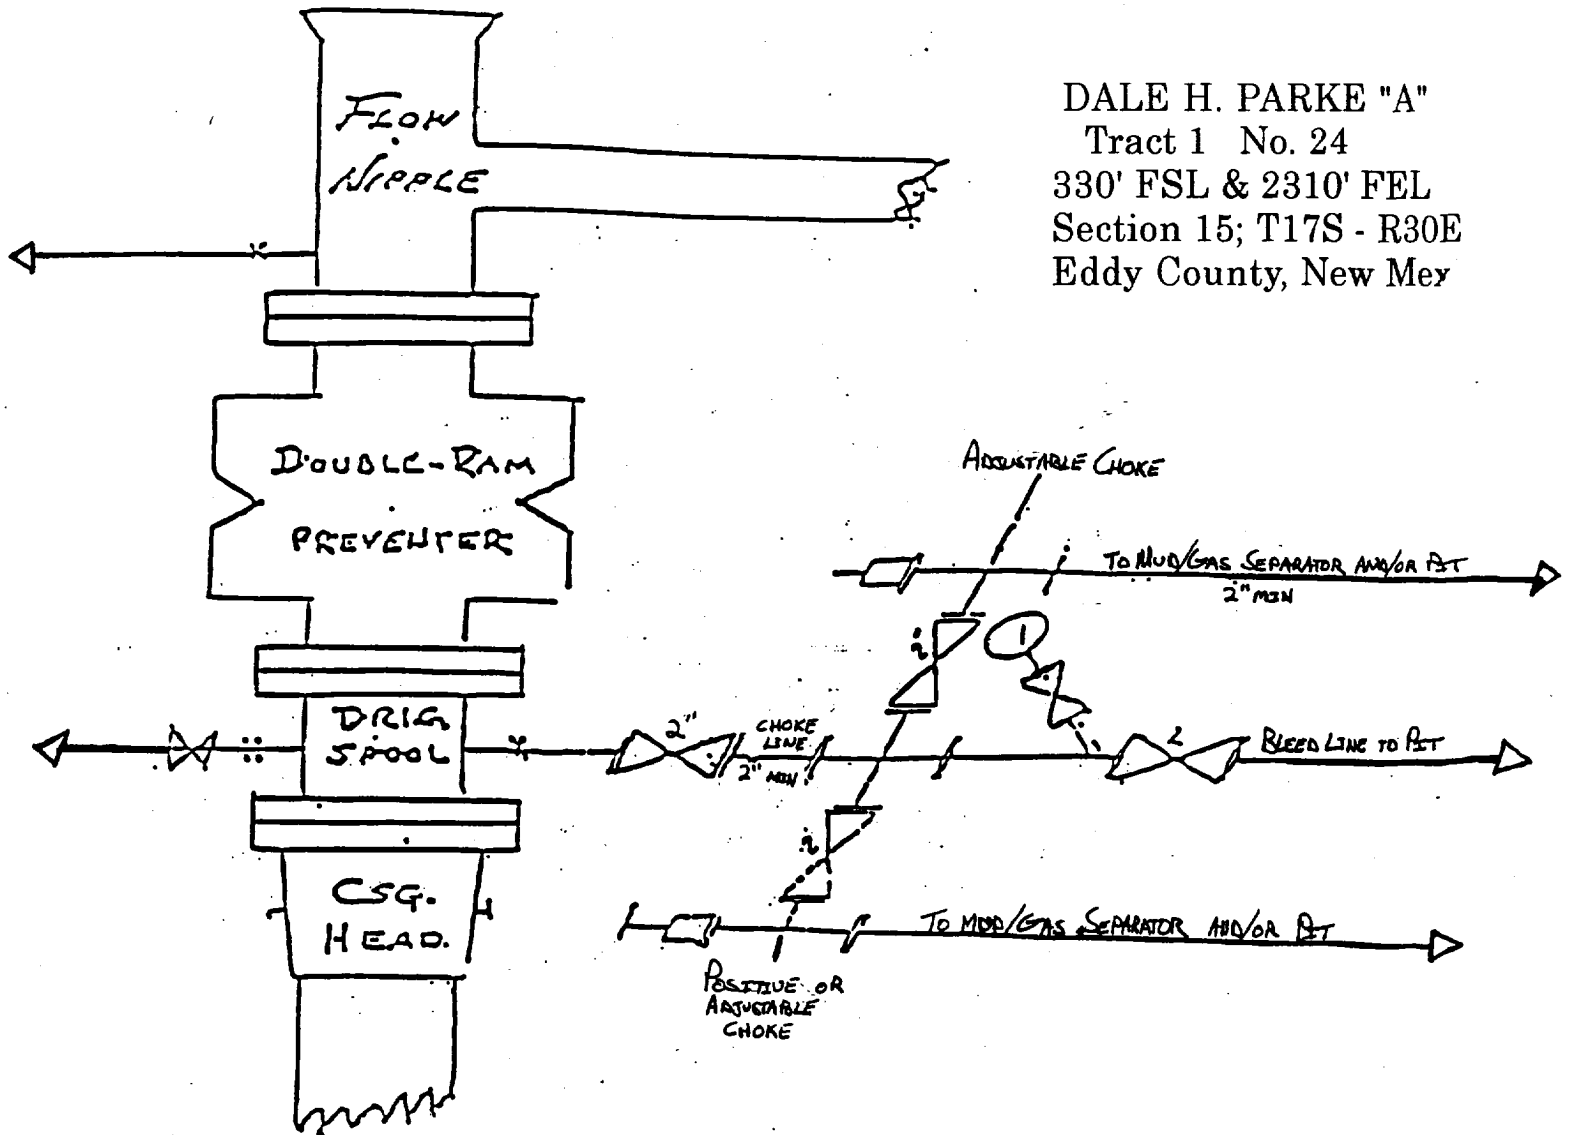 DALE H. PARKE "A"
Tract 1 No. 24
330' FSL & 2310' FEL
Section 15; T17S - R30E
Eddy County, New Mex
FLOW
NIPPLE
DOUBLE-RAM
PREVENTER
ADJUSTABLE CHOKE
TO MUD/GAS SEPARATOR AND/OR PIT
2" MIN
2"
1
DRLG
SPOOL
2"
CHOKE
LINE
2" MIN
2
BLEED LINE TO PIT
2"
CSG.
HEAD.
TO MUD/GAS SEPARATOR AND/OR PIT
POSITIVE OR
ADJUSTABLE
CHOKE